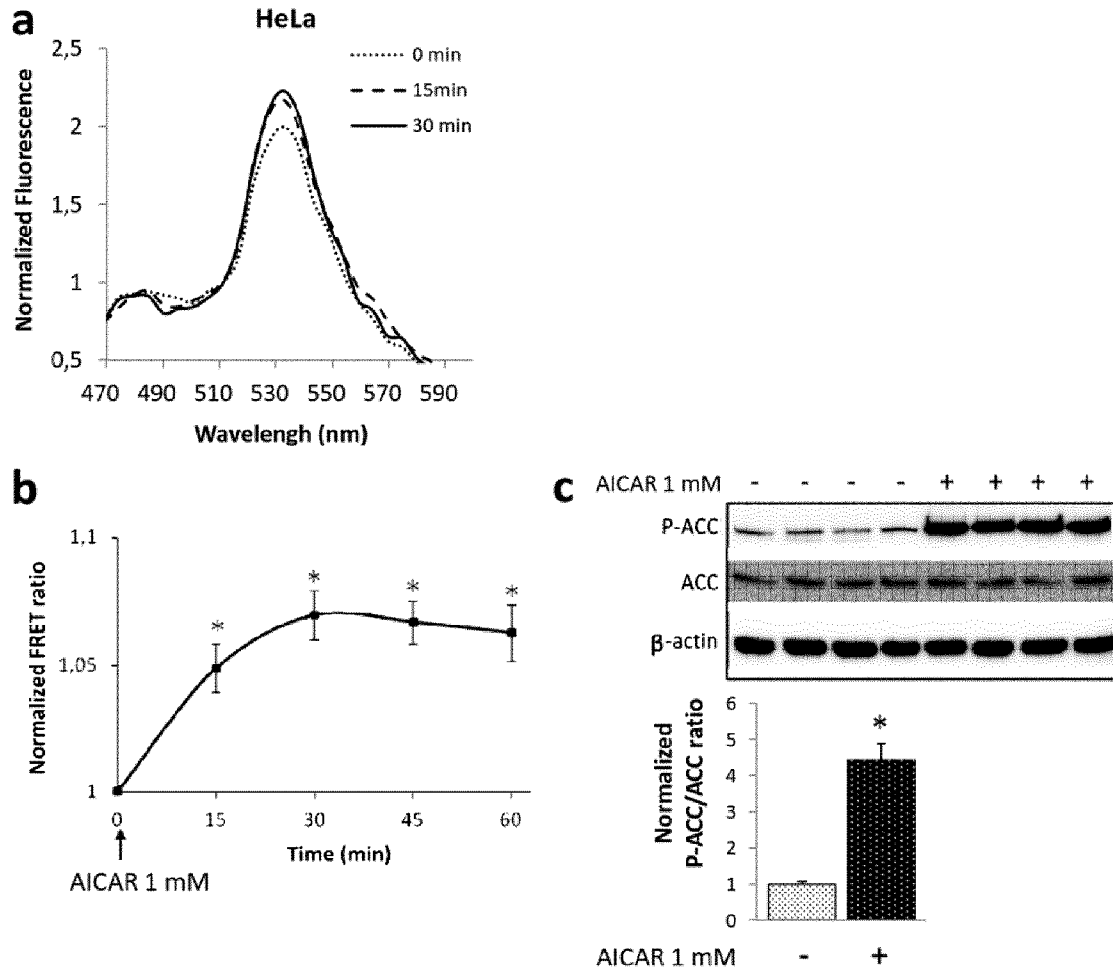 a
HeLa
0 min
15min
30 min
2,5
2
1,5
1
0,5
Normalized Fluorescence
470 490 510 530 550 570 590
Wavelengh (nm)
b
1,1
1,05
1
Normalized FRET ratio
* * * *
0 15 30 45 60
Time (min)
AICAR 1 mM
c
AICAR 1 mM - - - - + + + +
P-ACC
ACC
β-actin
6
5
4
3
2
1
0
Normalized
P-ACC/ACC ratio
*
AICAR 1 mM - +